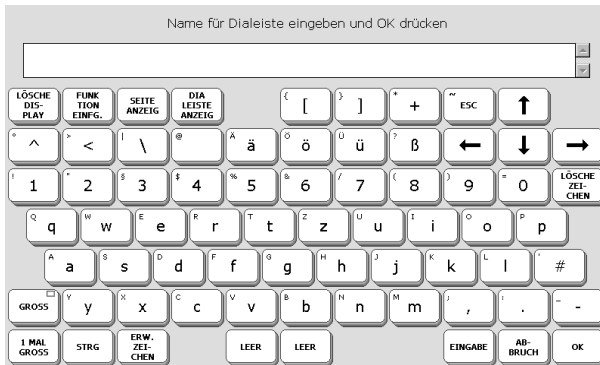 Name für Dialeiste eingeben und OK drücken
LÖSCHE DIS- PLAY FUNK TION EINFG. SEITE ANZEIG DIA LEISTE ANZEIG { [ } ] * + ~ ESC ↑
° ^ > < | \ @ Ä ä Ö ö Ü ü ? ß ← ↓ →
! 1 " 2 § 3 $ 4 % 5 & 6 / 7 ( 8 ) 9 = 0 LÖSCHE ZEI- CHEN
Q q W w E e R r T t Z z U u I i O o P p
A a S s D d F f G g H h J j K k L l ' #
GROSS Y y X x C c V v B b N n M m ; , : . _ -
1 MAL GROSS STRG ERW. ZEI- CHEN LEER LEER EINGABE AB- BRUCH OK